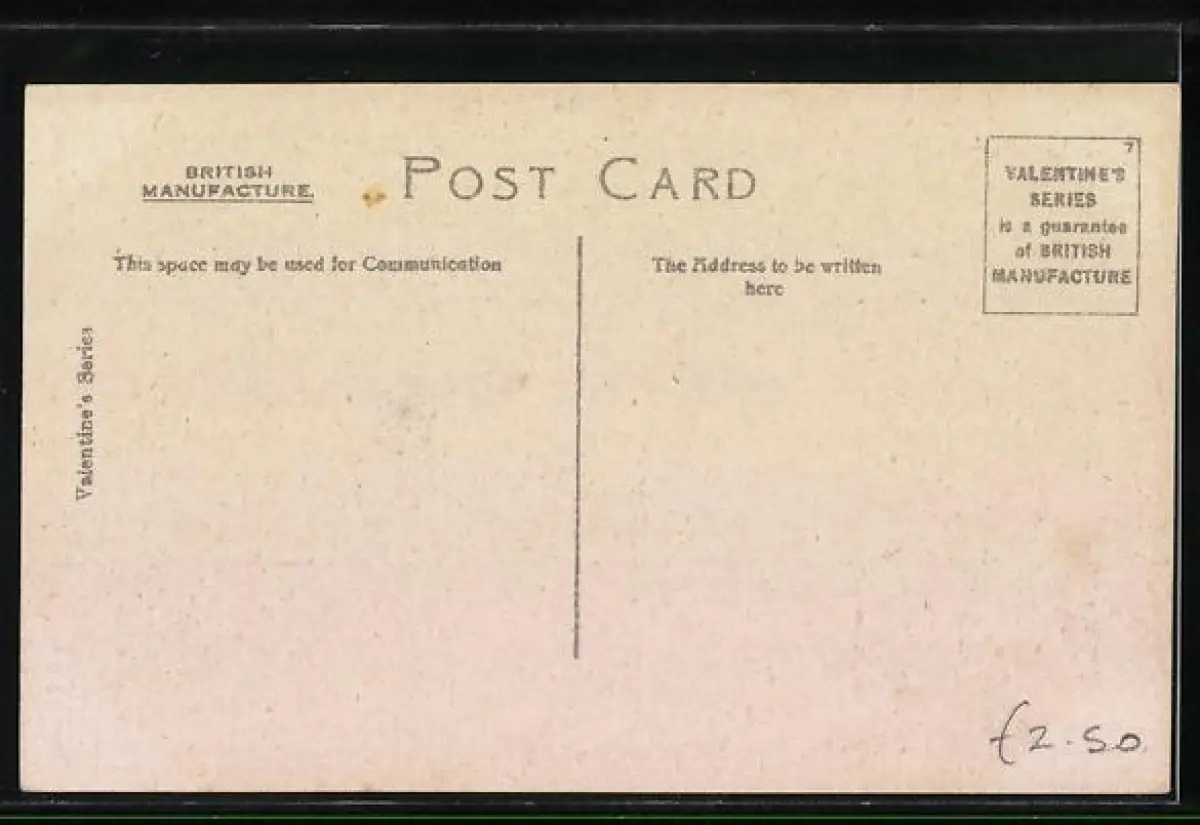 BRITISH
MANUFACTURE.
POST CARD
7
VALENTINE'S
SERIES
is a guarantee
of BRITISH
MANUFACTURE
This space may be used for Communication
The Address to be written
here
Valentine's Series
£2.50